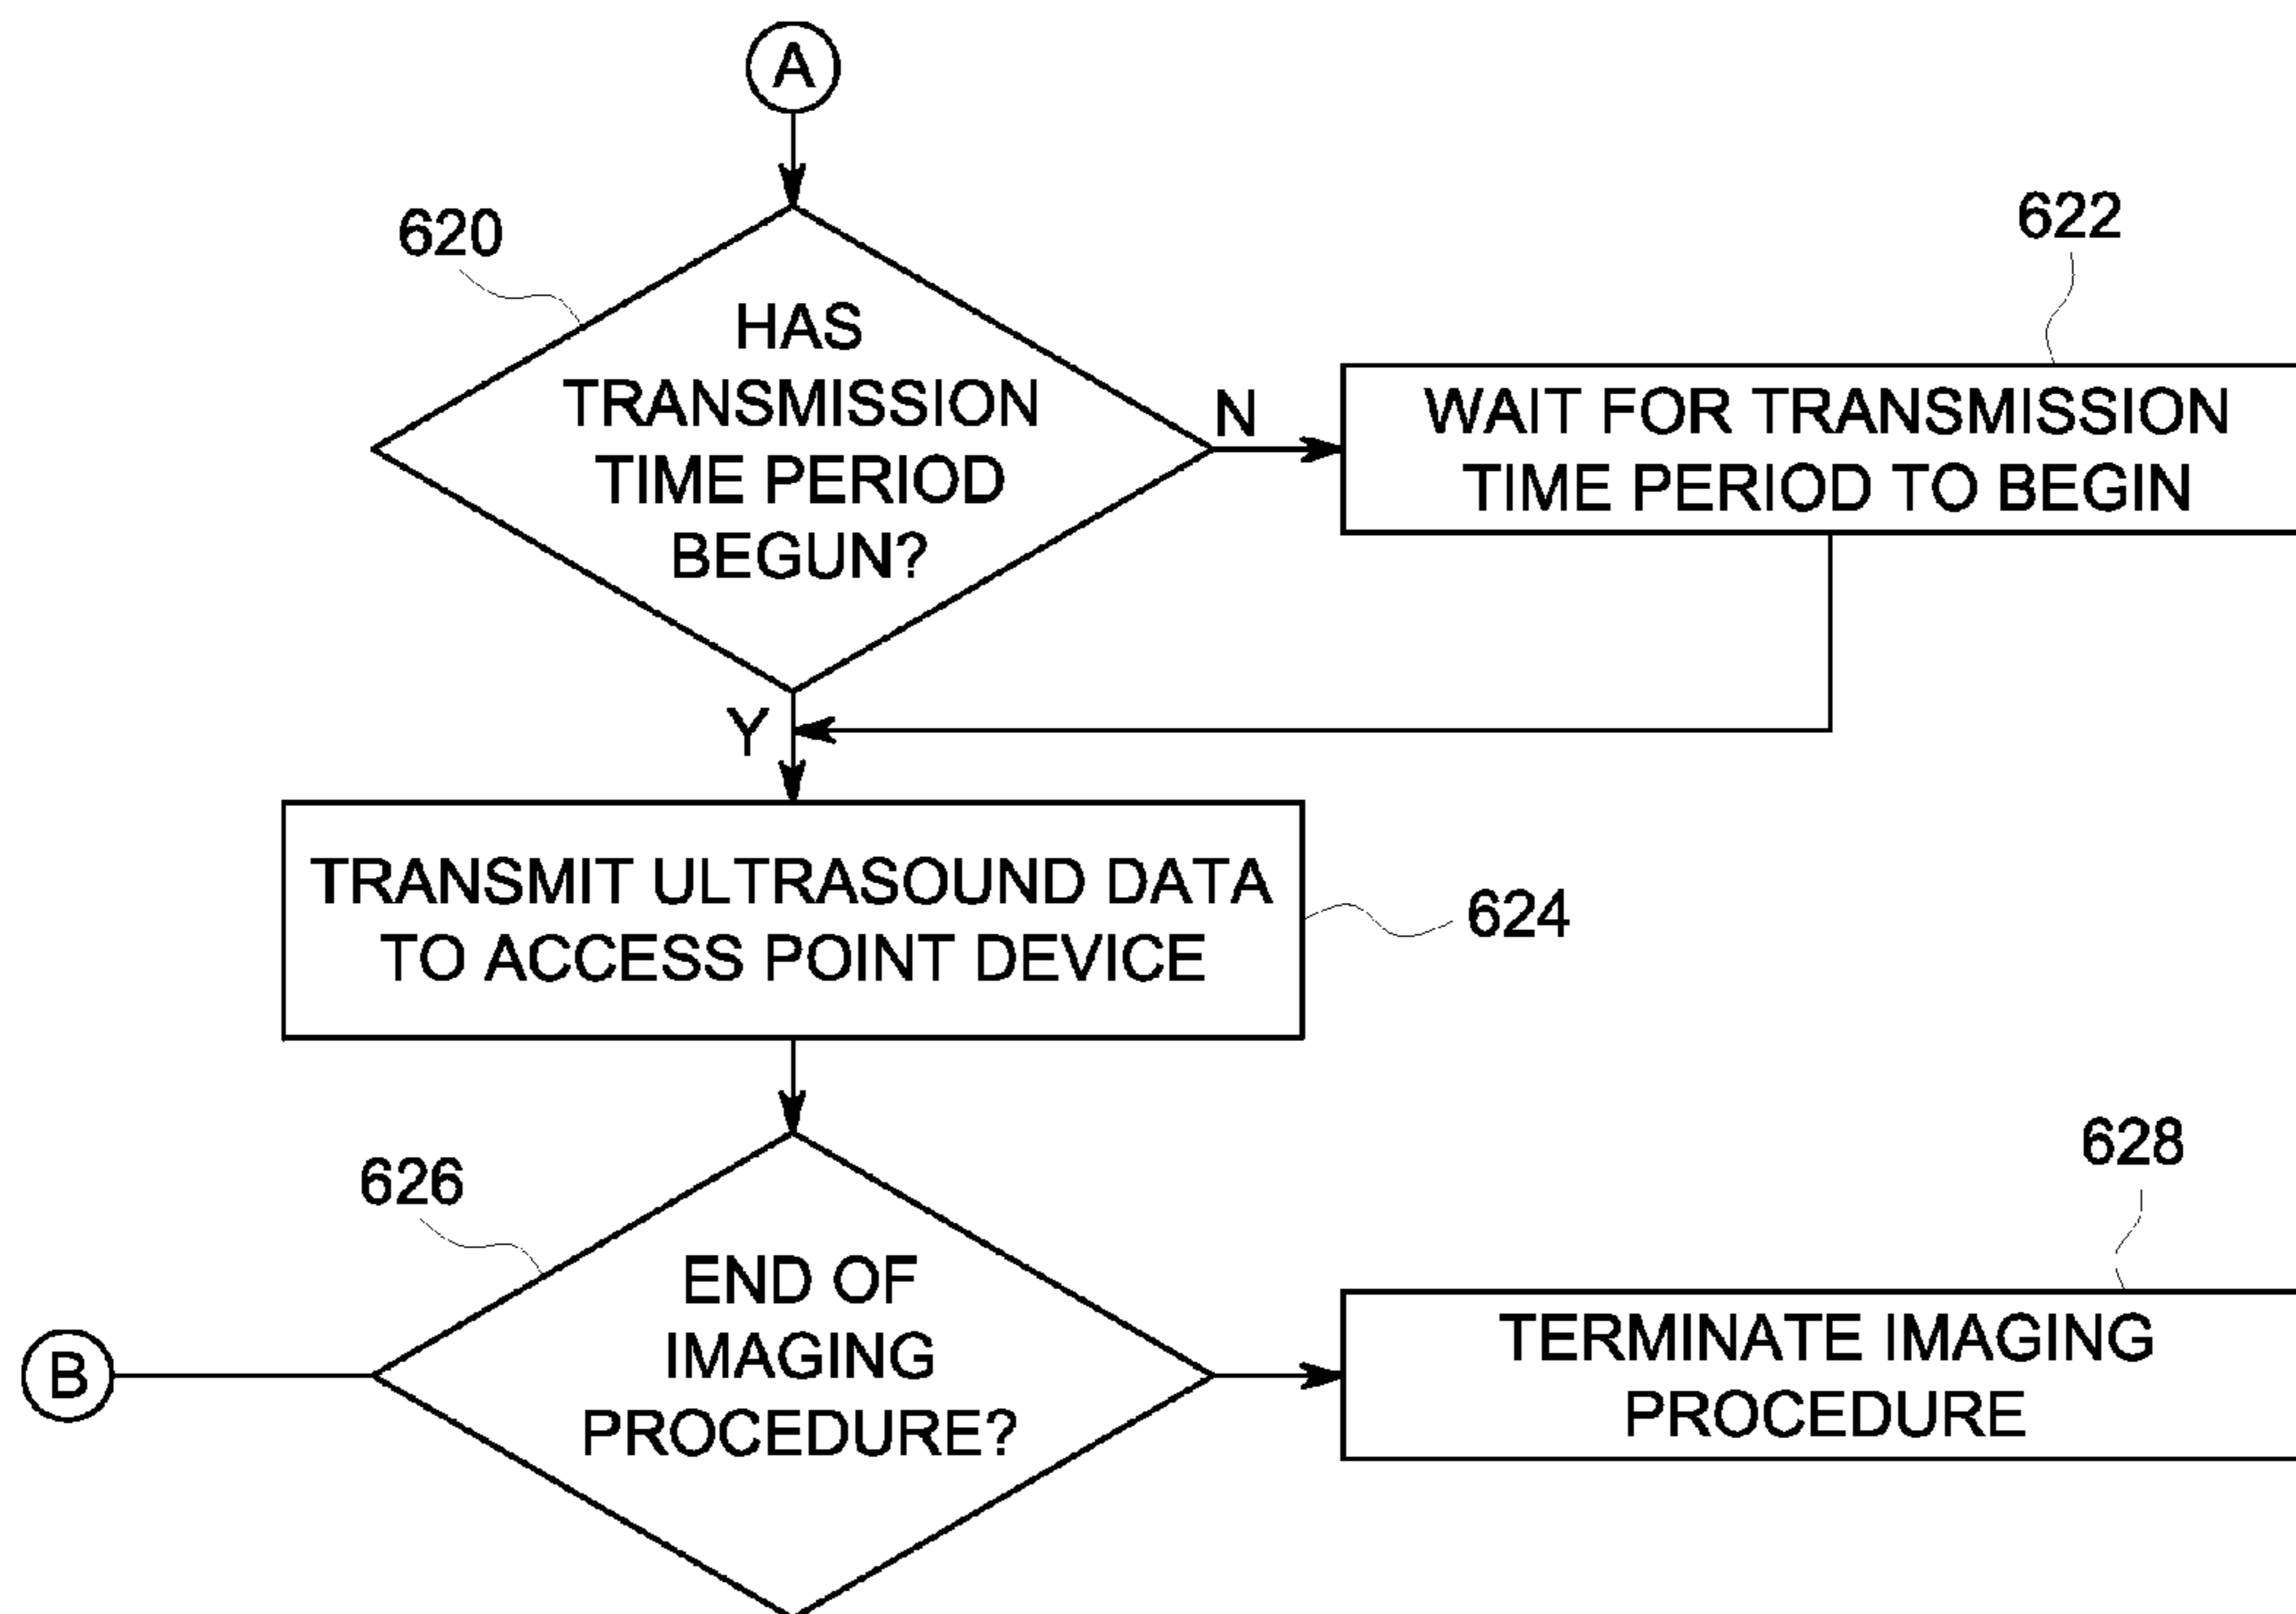 A
620
HAS
TRANSMISSION
TIME PERIOD
BEGUN?
N
622
WAIT FOR TRANSMISSION
TIME PERIOD TO BEGIN
Y
TRANSMIT ULTRASOUND DATA
TO ACCESS POINT DEVICE
624
626
END OF
IMAGING
PROCEDURE?
B
628
TERMINATE IMAGING
PROCEDURE